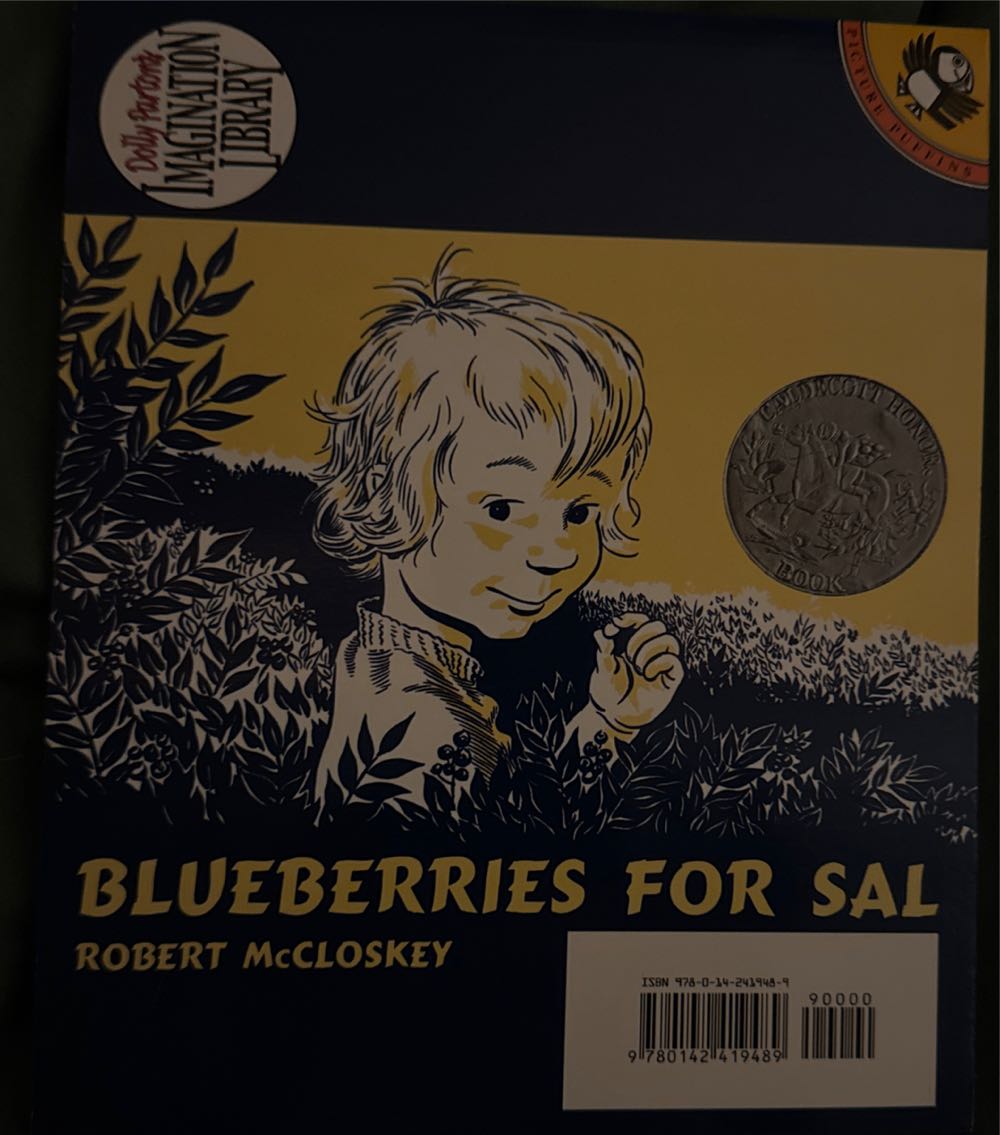 Dolly Parton's
IMAGINATION
LIBRARY
PICTURE PUFFINS
CALDECOTT HONOR
BOOK
BLUEBERRIES FOR SAL
ROBERT McCLOSKEY
ISBN 978-0-14-241948-9
90000
9 780142 419489